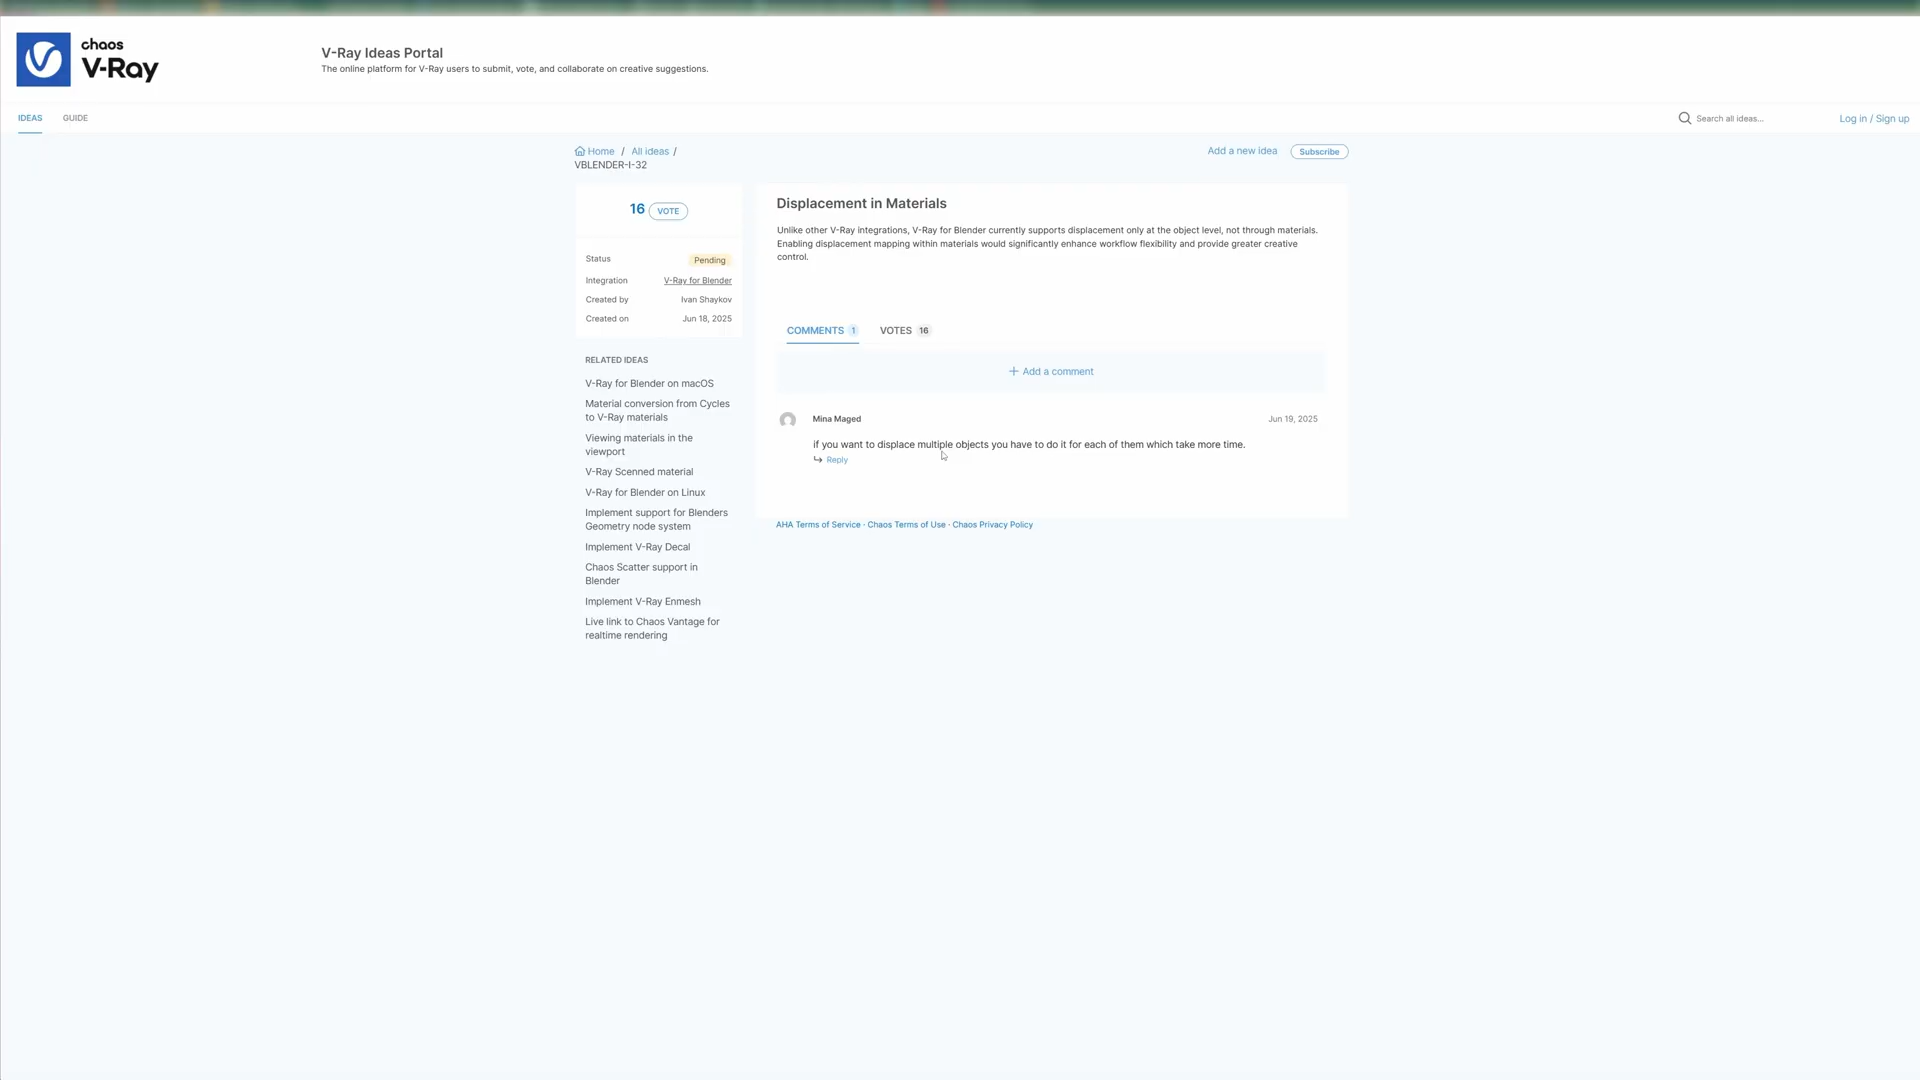 chaos
V-Ray
V-Ray Ideas Portal
The online platform for V-Ray users to submit, vote, and collaborate on creative suggestions.
IDEAS
GUIDE
Search all ideas...
Log in / Sign up
Home / All ideas /
VBLENDER-I-32
Add a new idea
Subscribe
16 VOTE
Status Pending
Integration V-Ray for Blender
Created by Ivan Shaykov
Created on Jun 18, 2025
RELATED IDEAS
V-Ray for Blender on macOS
Material conversion from Cycles
to V-Ray materials
Viewing materials in the
viewport
V-Ray Scenned material
V-Ray for Blender on Linux
Implement support for Blenders
Geometry node system
Implement V-Ray Decal
Chaos Scatter support in
Blender
Implement V-Ray Enmesh
Live link to Chaos Vantage for
realtime rendering
Displacement in Materials
Unlike other V-Ray integrations, V-Ray for Blender currently supports displacement only at the object level, not through materials.
Enabling displacement mapping within materials would significantly enhance workflow flexibility and provide greater creative
control.
COMMENTS 1
VOTES 16
+ Add a comment
Mina Maged
Jun 19, 2025
if you want to displace multiple objects you have to do it for each of them which take more time.
Reply
AHA Terms of Service · Chaos Terms of Use · Chaos Privacy Policy